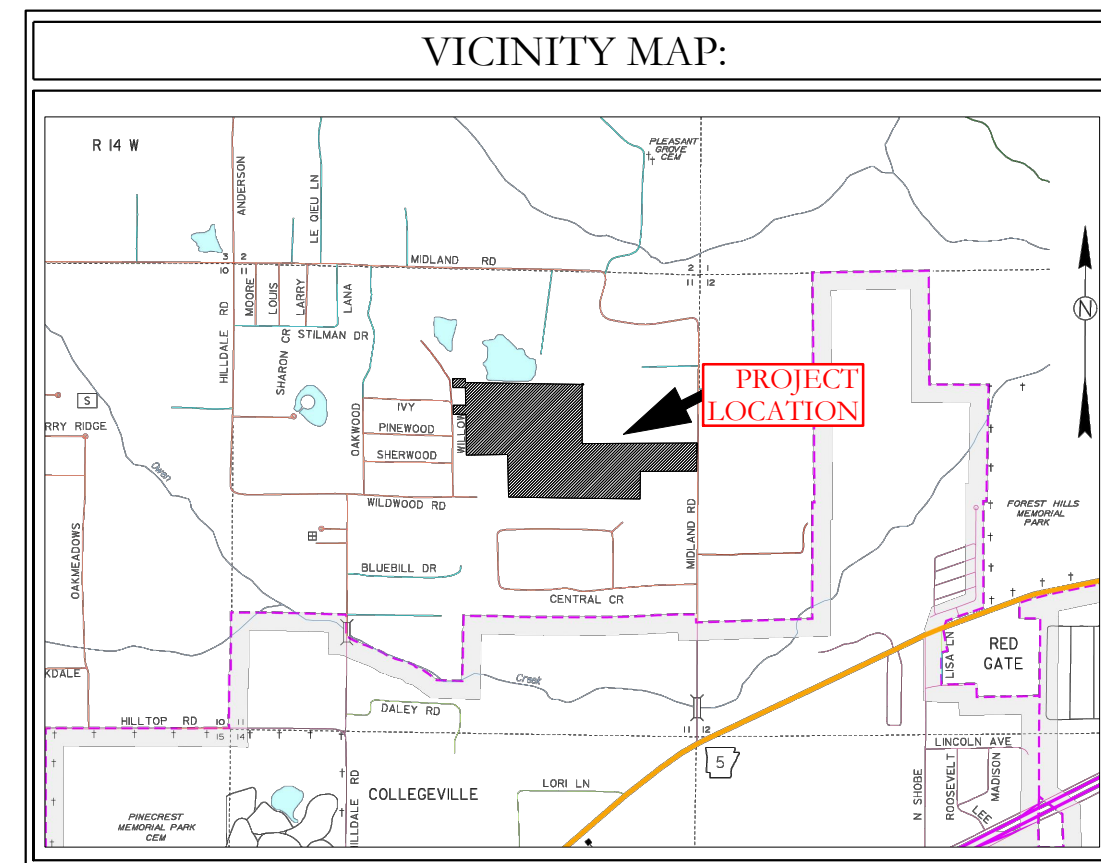 VICINITY MAP:
R 14 W
PLEASANT
GROVE
CEM
ANDERSON
LE QIEU LN
3 2
10 11
MIDLAND RD
2 1
11 12
HILLDALE RD
MOORE
LOUIS
LARRY
LANA
STILMAN DR
SHARON CR
N
PROJECT
LOCATION
S
RRY RIDGE
OAKWOOD
IVY
PINEWOOD
SHERWOOD
WILLOW
WILDWOOD RD
Owen
OAKMEADOWS
MIDLAND RD
FOREST HILLS
MEMORIAL
PARK
BLUEBILL DR
CENTRAL CR
LISA LN
RED
GATE
KDALE
Creek
DALEY RD
HILLTOP RD
10 11
15 14
11 12
5
LINCOLN AVE
LORI LN
COLLEGEVILLE
ILLDALE RD
N SHOBE
ROOSEVELT
MADISON
LEE
PINECREST
MEMORIAL PARK
CEM